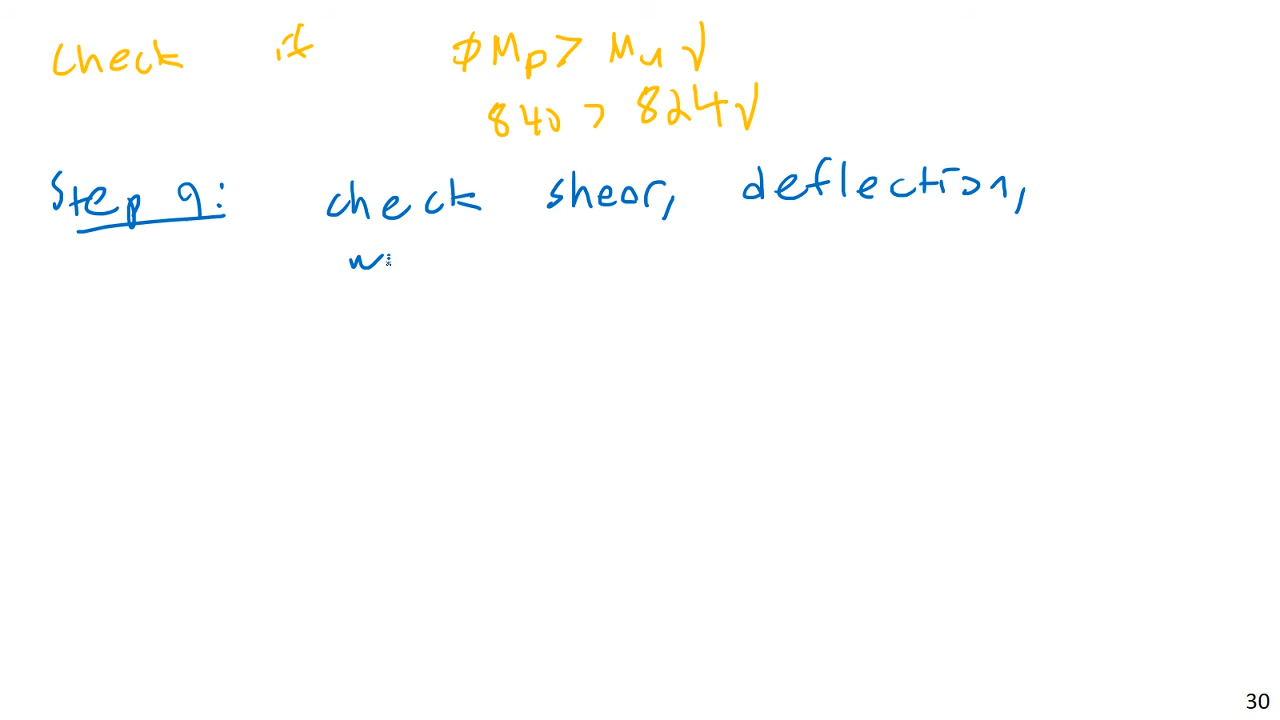 Check if ϕMp > Mu √
840 > 824 √
Step 9: check shear, deflection,
w
30